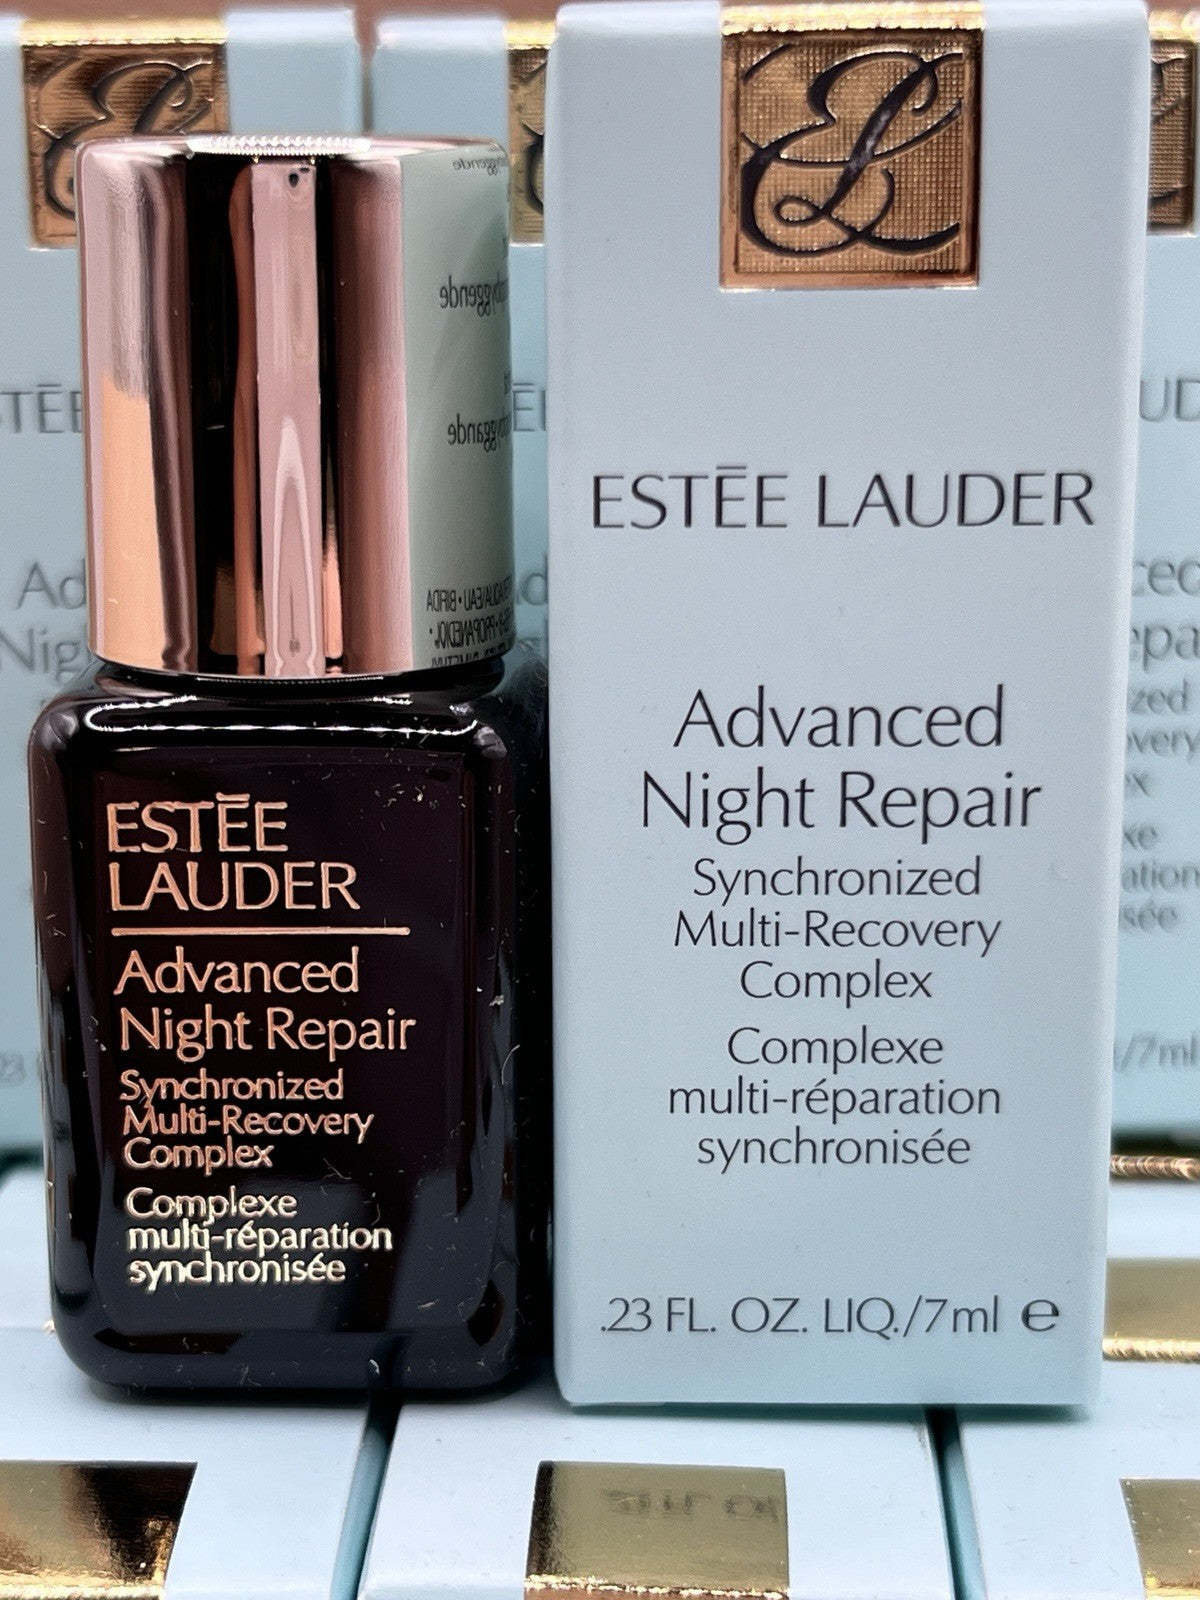 ESTĒE
LAUDER
Advanced
Night Repair
Synchronized
Multi-Recovery
Complex
Complexe
multi-réparation
synchronisée
EL
ESTĒE LAUDER
Advanced
Night Repair
Synchronized
Multi-Recovery
Complex
Complexe
multi-réparation
synchronisée
.23 FL. OZ. LIQ./7ml e